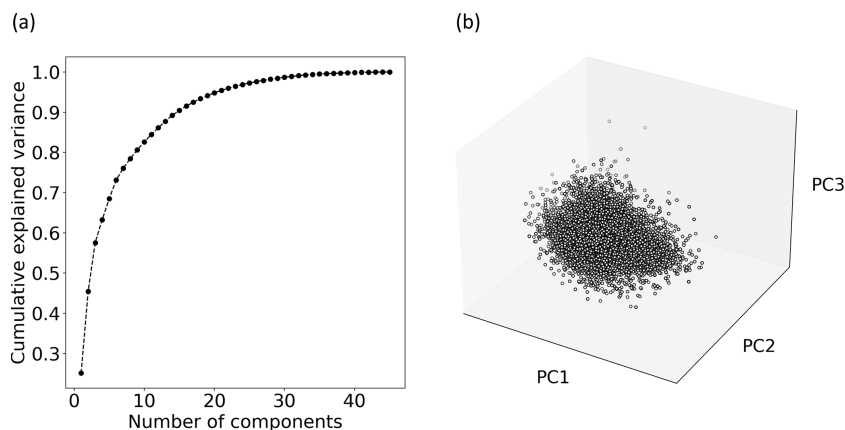 (a)
(b)
Cumulative explained variance
1.0
0.9
0.8
0.7
0.6
0.5
0.4
0.3
0
10
20
30
40
Number of components
PC1
PC2
PC3